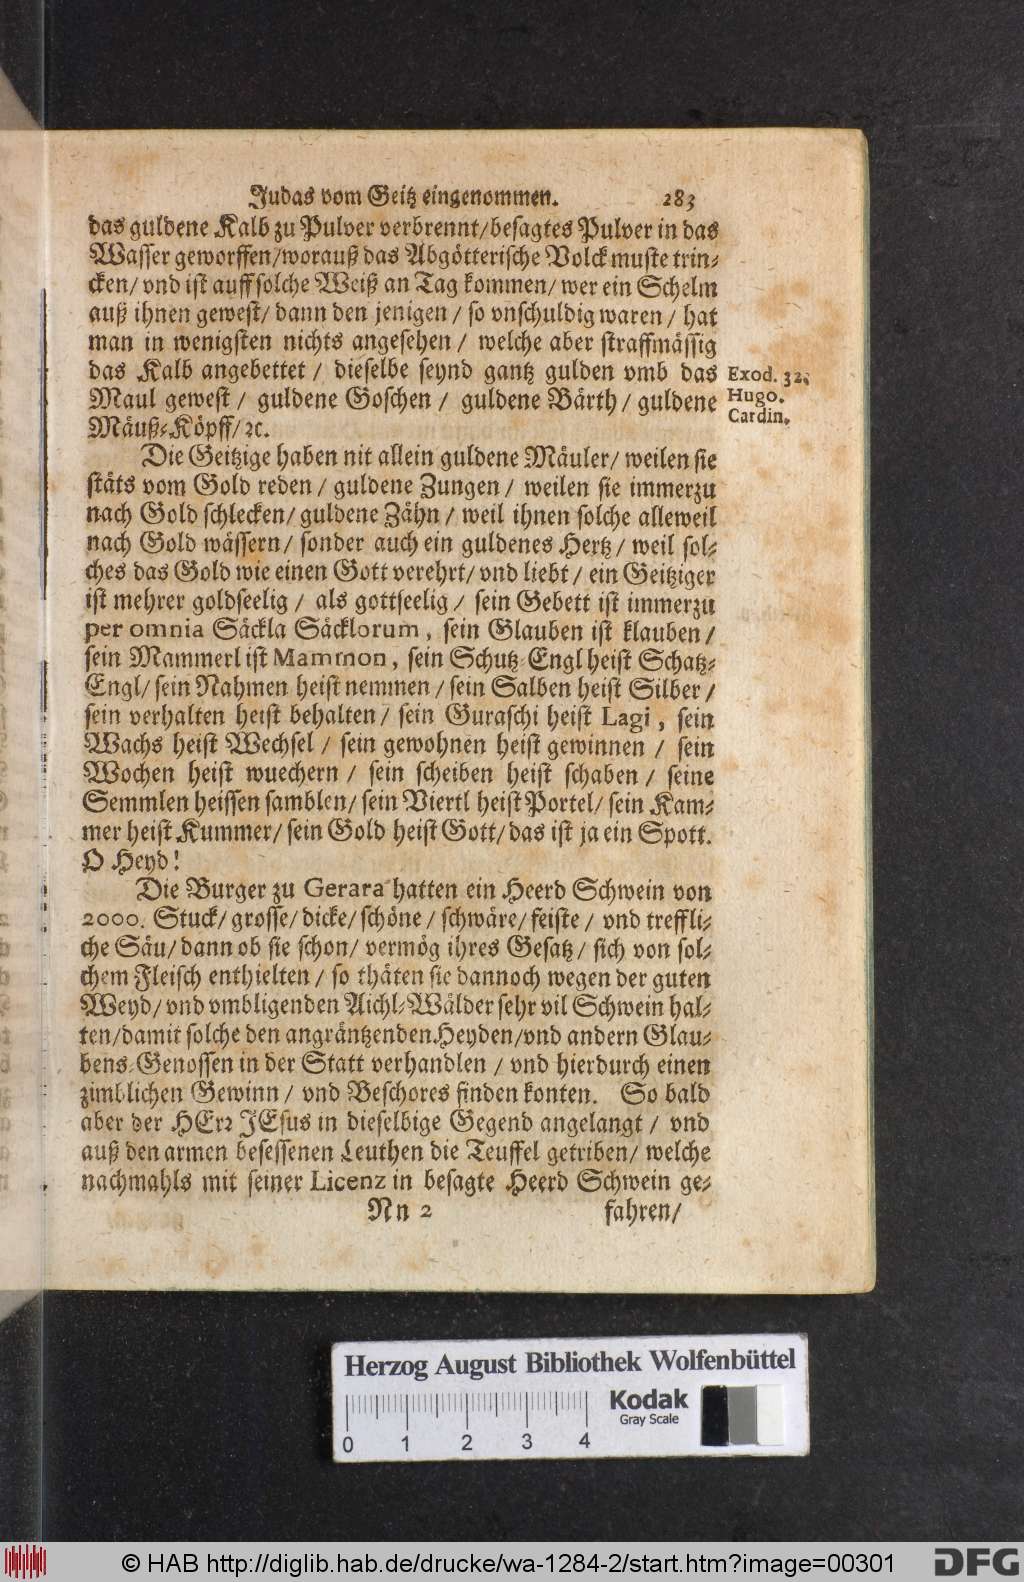 Judas vom Geitz eingenommen. 283
das guldene Kalb zu Pulver verbrennt/besagtes Pulver in das
Wasser geworffen/worauß das Abgötterische Volck muste trin-
cken/ vnd ist auff solche Weiß an Tag kommen/ wer ein Schelm
auß ihnen gewest/ dann den jenigen / so vnschuldig waren / hat
man in wenigsten nichts angesehen / welche aber straffmässig
das Kalb angebettet / dieselbe seynd gantz gulden vmb das
Maul gewest / guldene Goschen / guldene Bärth / guldene
Mäuß-Köpff/ ꝛc.
Exod. 32.
Hugo.
Cardin.
Die Geitzige haben nit allein guldene Mäuler/ weilen sie
stäts vom Gold reden / guldene Zungen / weilen sie immerzu
nach Gold schlecken/ guldene Zähn / weil ihnen solche alleweil
nach Gold wässern/ sonder auch ein guldenes Hertz / weil sol-
ches das Gold wie einen Gott verehrt/ vnd liebt / ein Geitziger
ist mehrer goldseelig / als gottseelig / sein Gebett ist immerzu
per omnia Säckla Säcklorum, sein Glauben ist klauben /
sein Mammerl ist Mammon, sein Schutz-Engl heist Schatz-
Engl/ sein Nahmen heist nemmen / sein Salben heist Silber /
sein verhalten heist behalten / sein Guraschi heist Lagi, sein
Wachs heist Wechsel / sein gewohnen heist gewinnen / sein
Wochen heist wuechern / sein scheiben heist schaben / seine
Semmlen heissen samblen/ sein Viertl heist Portel/ sein Kam-
mer heist Kummer/ sein Gold heist Gott/ das ist ja ein Spott.
O Heyd!
Die Burger zu Gerara hatten ein Heerd Schwein von
2000. Stuck/ grosse/ dicke/ schöne / schwäre/ feiste / vnd treffli-
che Säu/ dann ob sie schon/ vermög ihres Gesatz/ sich von sol-
chem Fleisch enthielten / so thäten sie dannoch wegen der guten
Weyd/ vnd vmbligenden Aichl-Wälder sehr vil Schwein hal-
ten/damit solche den angräntzenden Heyden/vnd andern Glau-
bens-Genossen in der Statt verhandlen / vnd hierdurch einen
zimblichen Gewinn / vnd Beschores finden konten. So bald
aber der HErꝛ JEsus in dieselbige Gegend angelangt / vnd
auß den armen besessenen Leuthen die Teuffel getriben/ welche
nachmahls mit seiner Licenz in besagte Heerd Schwein ge-
Nn 2 fahren/
Herzog August Bibliothek Wolfenbüttel
Kodak
Gray Scale
0 1 2 3 4
© HAB http://diglib.hab.de/drucke/wa-1284-2/start.htm?image=00301
DFG